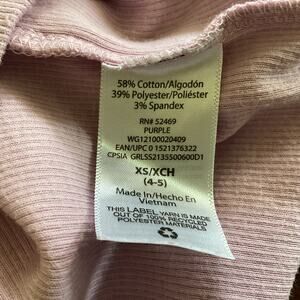 58% Cotton/Algodón
39% Polyester/Poliéster
3% Spandex
RN# 52469
PURPLE
WG12100020409
EAN/UPC 0 1521376322
CPSIA GRLSS2135500600D1
XS/XCH
(4-5)
Made In/Hecho En
Vietnam
THIS LABEL YARN IS MADE
OUT OF 100% RECYCLED
POLYESTER MATERIALS